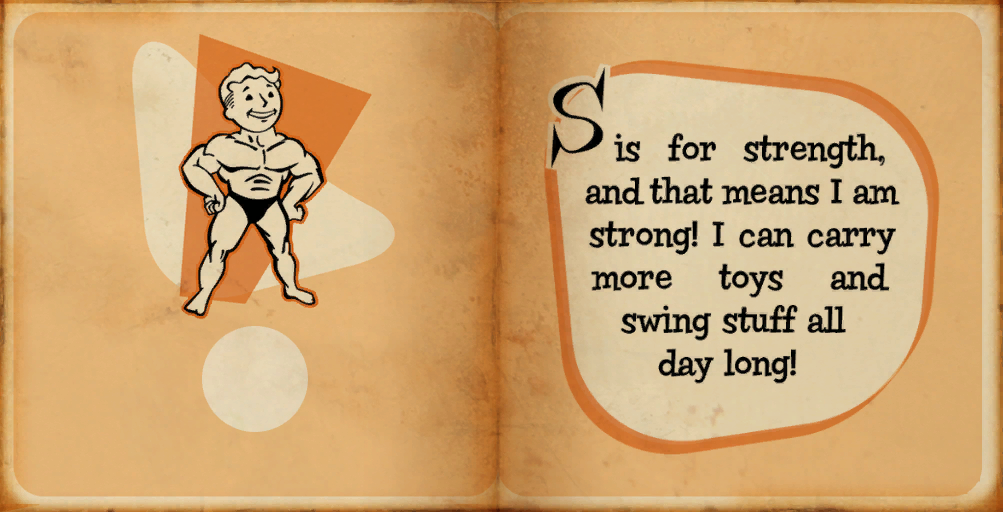 S is for strength,
and that means I am
strong! I can carry
more toys and
swing stuff all
day long!